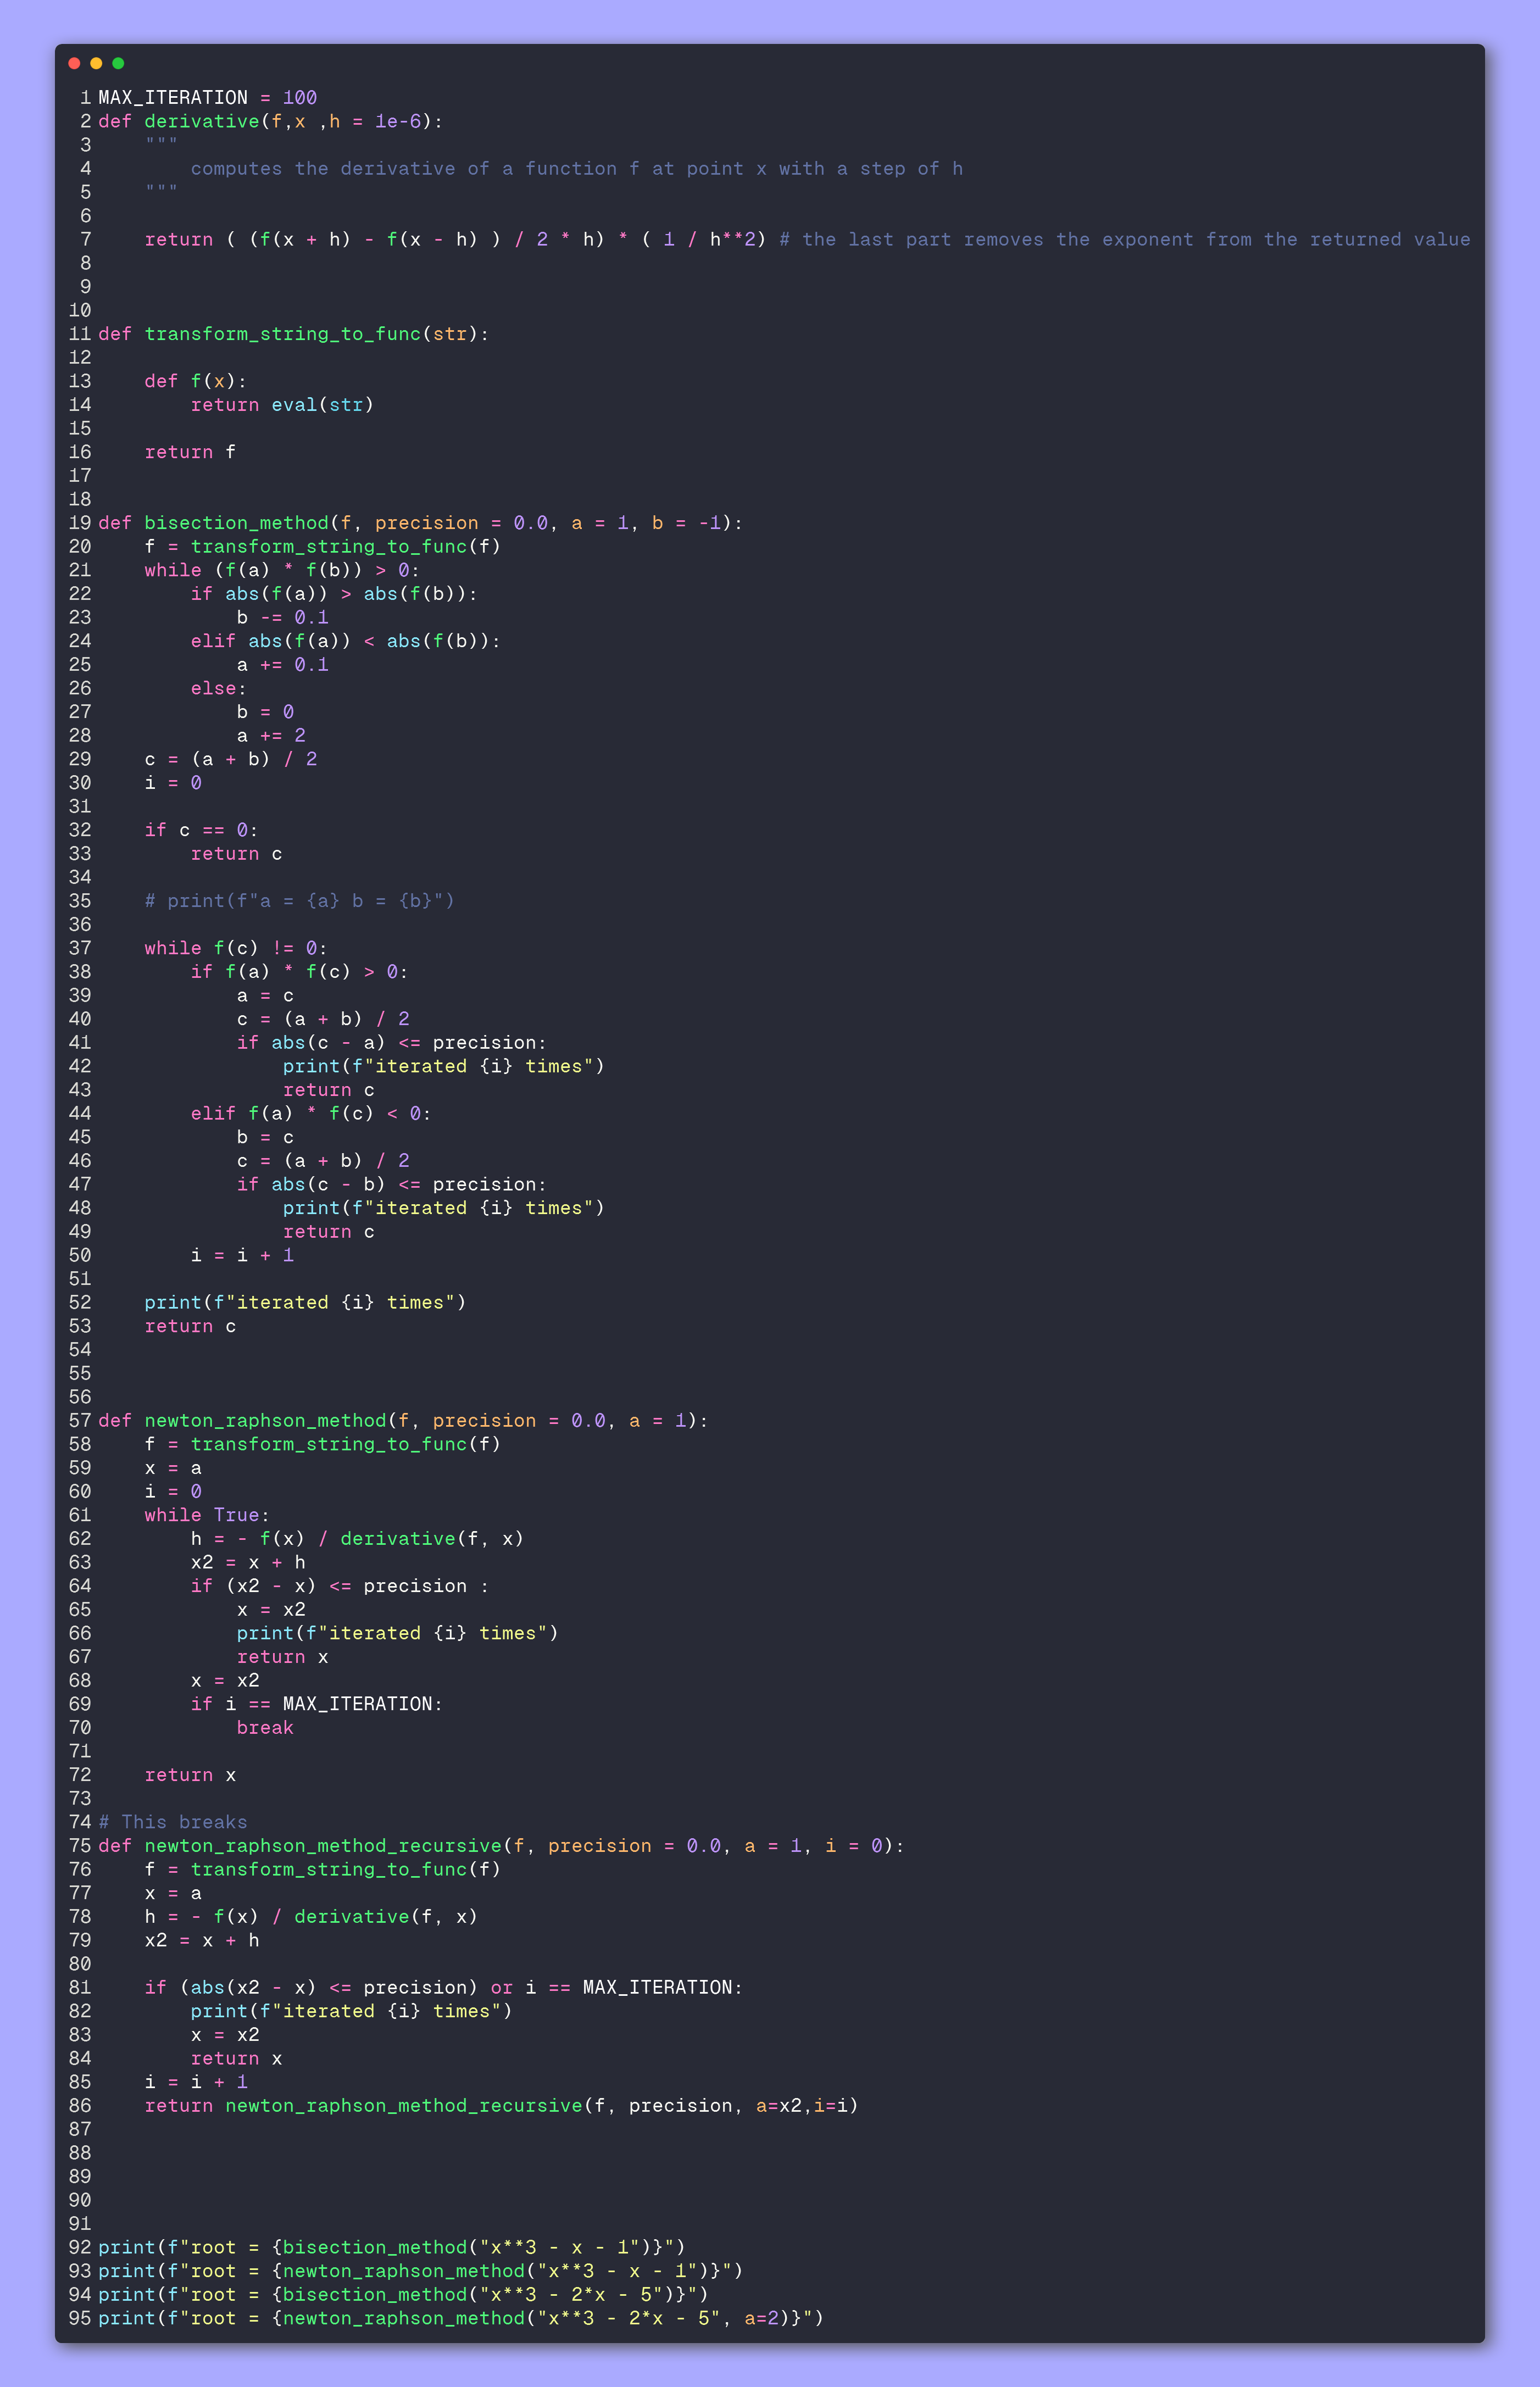 1 MAX_ITERATION = 100
2 def derivative(f,x ,h = 1e-6):
3     """
4         computes the derivative of a function f at point x with a step of h
5     """
6
7     return ( (f(x + h) - f(x - h) ) / 2 * h) * ( 1 / h**2) # the last part removes the exponent from the returned value
8
9
10
11 def transform_string_to_func(str):
12
13     def f(x):
14         return eval(str)
15
16     return f
17
18
19 def bisection_method(f, precision = 0.0, a = 1, b = -1):
20     f = transform_string_to_func(f)
21     while (f(a) * f(b)) > 0:
22         if abs(f(a)) > abs(f(b)):
23             b -= 0.1
24         elif abs(f(a)) < abs(f(b)):
25             a += 0.1
26         else:
27             b = 0
28             a += 2
29     c = (a + b) / 2
30     i = 0
31
32     if c == 0:
33         return c
34
35     # print(f"a = {a} b = {b}")
36
37     while f(c) != 0:
38         if f(a) * f(c) > 0:
39             a = c
40             c = (a + b) / 2
41             if abs(c - a) <= precision:
42                 print(f"iterated {i} times")
43                 return c
44         elif f(a) * f(c) < 0:
45             b = c
46             c = (a + b) / 2
47             if abs(c - b) <= precision:
48                 print(f"iterated {i} times")
49                 return c
50         i = i + 1
51
52     print(f"iterated {i} times")
53     return c
54
55
56
57 def newton_raphson_method(f, precision = 0.0, a = 1):
58     f = transform_string_to_func(f)
59     x = a
60     i = 0
61     while True:
62         h = - f(x) / derivative(f, x)
63         x2 = x + h
64         if (x2 - x) <= precision :
65             x = x2
66             print(f"iterated {i} times")
67             return x
68         x = x2
69         if i == MAX_ITERATION:
70             break
71
72     return x
73
74 # This breaks
75 def newton_raphson_method_recursive(f, precision = 0.0, a = 1, i = 0):
76     f = transform_string_to_func(f)
77     x = a
78     h = - f(x) / derivative(f, x)
79     x2 = x + h
80
81     if (abs(x2 - x) <= precision) or i == MAX_ITERATION:
82         print(f"iterated {i} times")
83         x = x2
84         return x
85     i = i + 1
86     return newton_raphson_method_recursive(f, precision, a=x2,i=i)
87
88
89
90
91
92 print(f"root = {bisection_method("x**3 - x - 1")}")
93 print(f"root = {newton_raphson_method("x**3 - x - 1")}")
94 print(f"root = {bisection_method("x**3 - 2*x - 5")}")
95 print(f"root = {newton_raphson_method("x**3 - 2*x - 5", a=2)}")